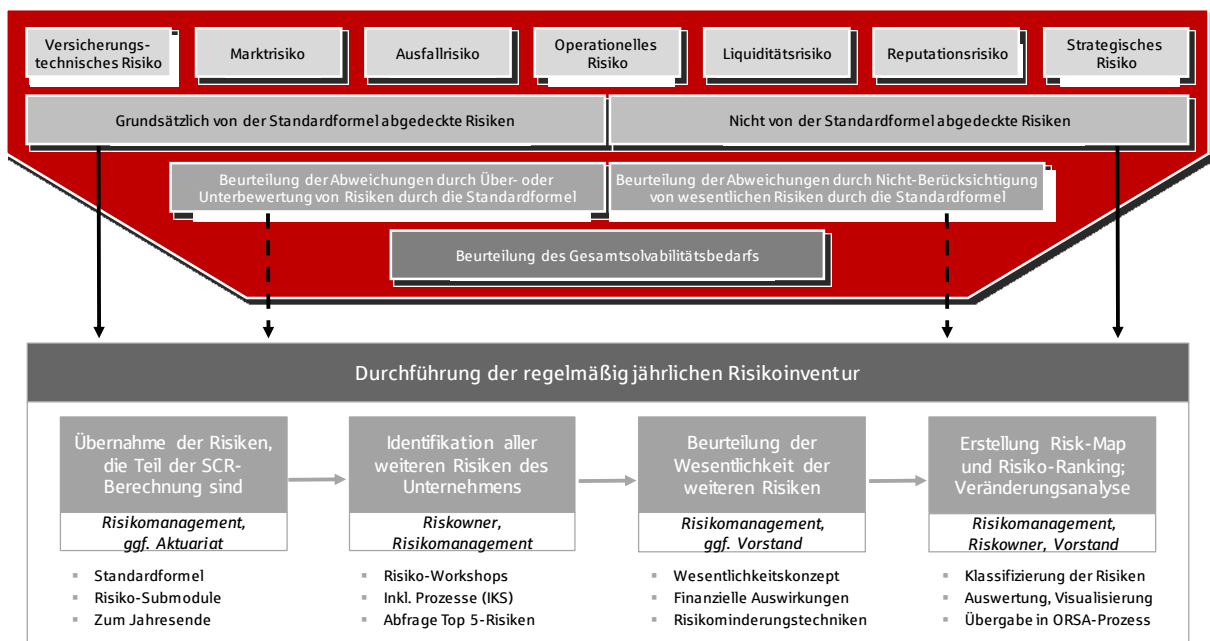 Versicherungs-
technisches Risiko
Marktrisiko
Ausfallrisiko
Operationelles
Risiko
Liquiditätsrisiko
Reputationsrisiko
Strategisches
Risiko
Grundsätzlich von der Standardformel abgedeckte Risiken
Nicht von der Standardformel abgedeckte Risiken
Beurteilung der Abweichungen durch Über- oder
Unterbewertung von Risiken durch die Standardformel
Beurteilung der Abweichungen durch Nicht-Berücksichtigung
von wesentlichen Risiken durch die Standardformel
Beurteilung des Gesamtsolvabilitätsbedarfs
Durchführung der regelmäßig jährlichen Risikoinventur
Übernahme der Risiken,
die Teil der SCR-
Berechnung sind
Risikomanagement,
ggf. Aktuariat
▪ Standardformel
▪ Risiko-Submodule
▪ Zum Jahresende
Identifikation aller
weiteren Risiken des
Unternehmens
Riskowner,
Risikomanagement
▪ Risiko-Workshops
▪ Inkl. Prozesse (IKS)
▪ Abfrage Top 5-Risiken
Beurteilung der
Wesentlichkeit der
weiteren Risiken
Risikomanagement,
ggf. Vorstand
▪ Wesentlichkeitskonzept
▪ Finanzielle Auswirkungen
▪ Risikominderungstechniken
Erstellung Risk-Map
und Risiko-Ranking;
Veränderungsanalyse
Risikomanagement,
Riskowner, Vorstand
▪ Klassifizierung der Risiken
▪ Auswertung, Visualisierung
▪ Übergabe in ORSA-Prozess